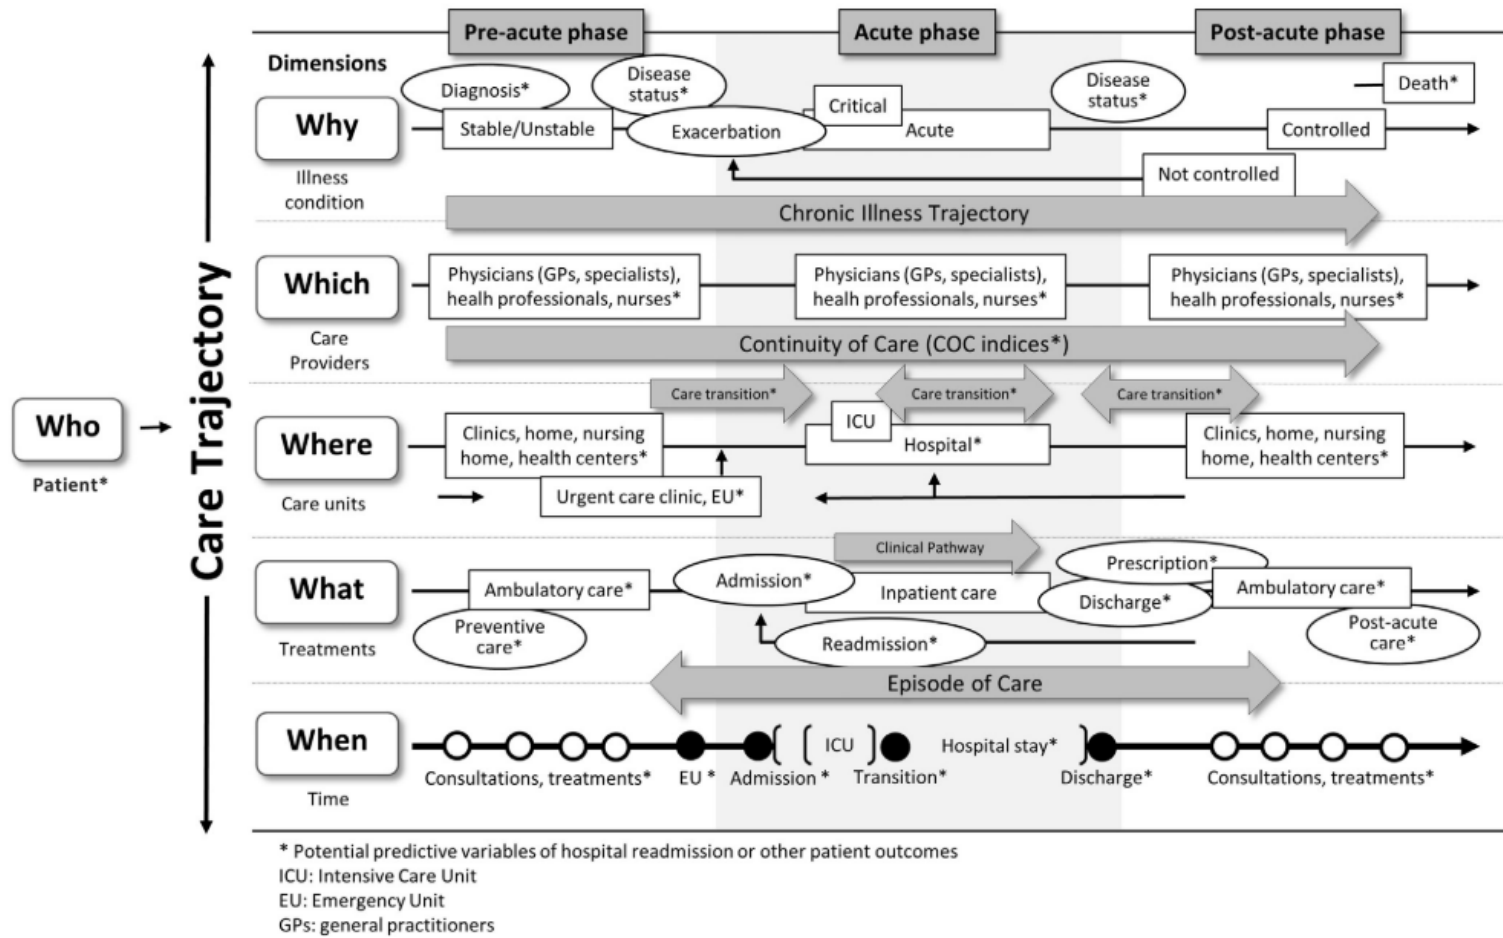 Pre-acute phase
Acute phase
Post-acute phase
Dimensions
Diagnosis*
Disease
status*
Disease
status*
Death*
Why
Stable/Unstable
Exacerbation
Critical
Acute
Controlled
Illness
condition
Not controlled
Chronic Illness Trajectory
Care Trajectory
Which
Physicians (GPs, specialists),
healh professionals, nurses*
Physicians (GPs, specialists),
healh professionals, nurses*
Physicians (GPs, specialists),
healh professionals, nurses*
Care
Providers
Continuity of Care (COC indices*)
Care transition*
Care transition*
Care transition*
Who
Patient*
Where
Clinics, home, nursing
home, health centers*
ICU
Hospital*
Clinics, home, nursing
home, health centers*
Care units
Urgent care clinic, EU*
Clinical Pathway
What
Ambulatory care*
Admission*
Inpatient care
Prescription*
Discharge*
Ambulatory care*
Treatments
Preventive
care*
Readmission*
Post-acute
care*
Episode of Care
When
ICU
Hospital stay*
Consultations, treatments*
EU *
Admission *
Transition*
Discharge*
Consultations, treatments*
Time
* Potential predictive variables of hospital readmission or other patient outcomes
ICU: Intensive Care Unit
EU: Emergency Unit
GPs: general practitioners